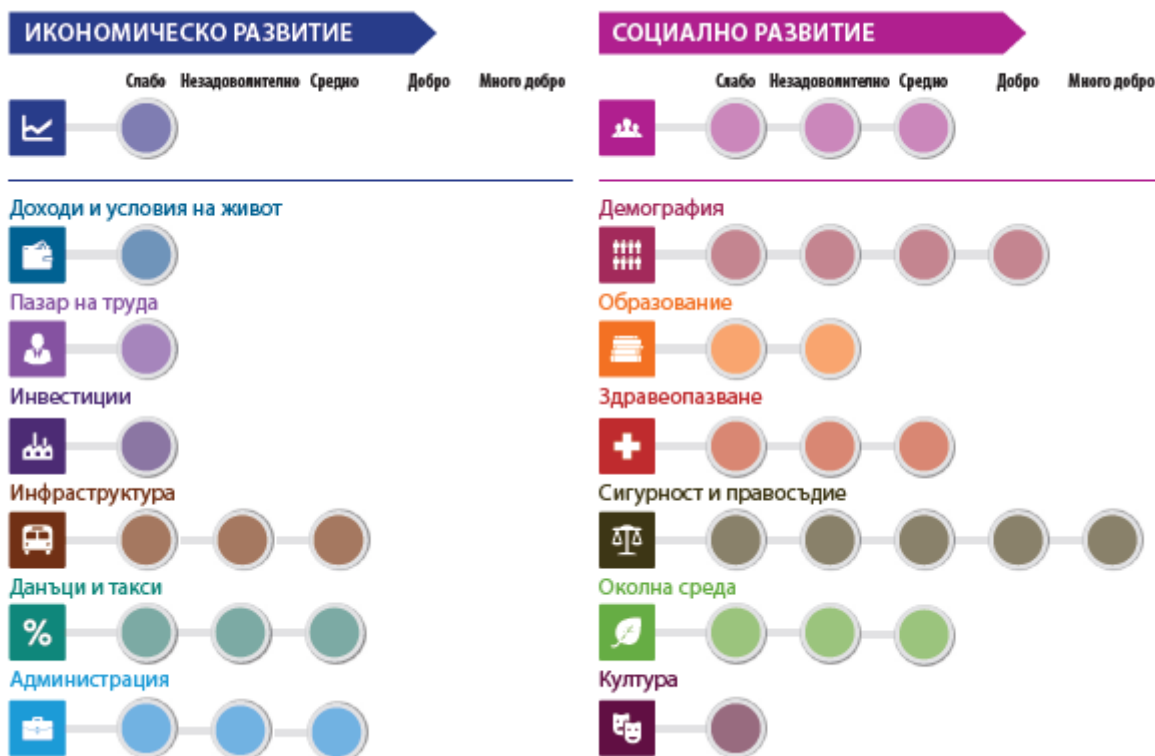 ИКОНОМИЧЕСКО РАЗВИТИЕ
Слабо Незадоволително Средно Добро Много добро
Доходи и условия на живот
Пазар на труда
Инвестиции
Инфраструктура
Данъци и такси
%
Администрация
СОЦИАЛНО РАЗВИТИЕ
Слабо Незадоволително Средно Добро Много добро
Демография
Образование
Здравеопазване
Сигурност и правосъдие
Околна среда
Култура